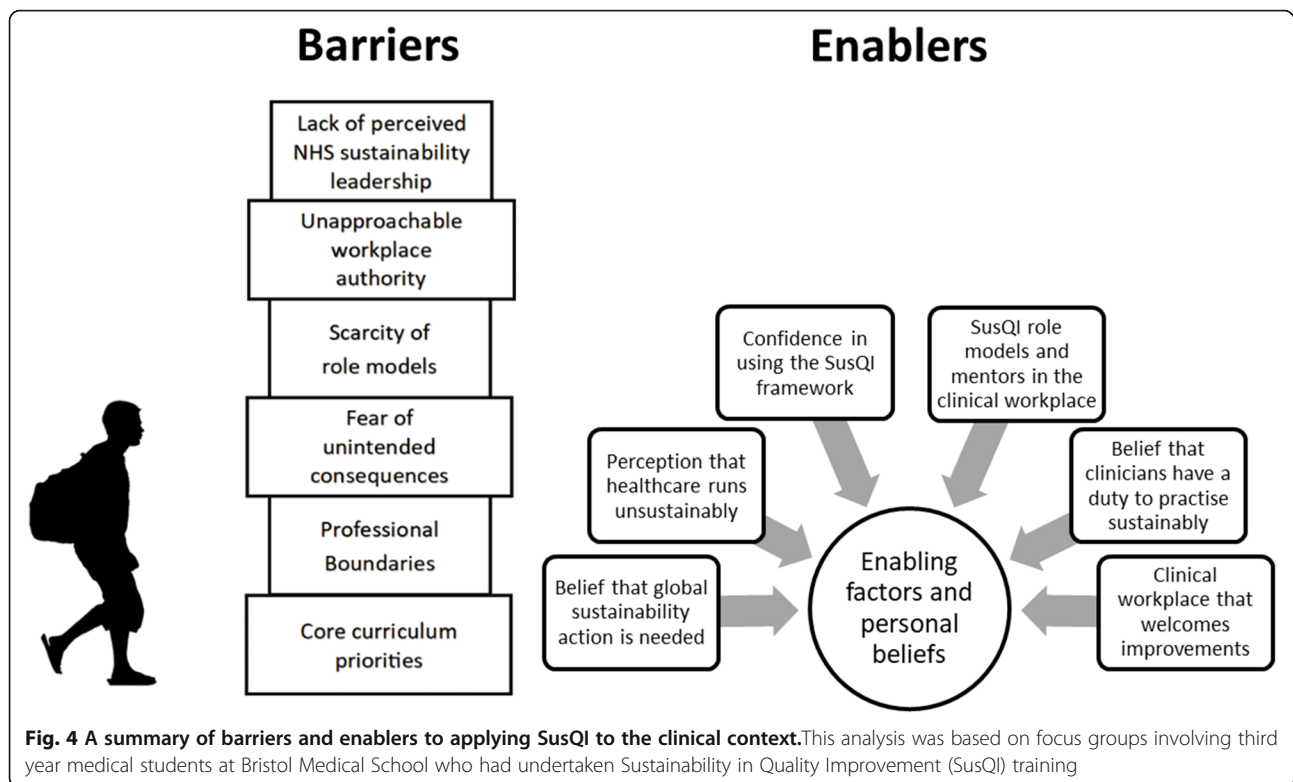 Barriers
Lack of perceived
NHS sustainability
leadership
Unapproachable
workplace
authority
Scarcity of
role models
Fear of
unintended
consequences
Professional
Boundaries
Core curriculum
priorities
Enablers
Belief that global
sustainability
action is needed
Perception that
healthcare runs
unsustainably
Confidence in
using the SusQI
framework
SusQI role
models and
mentors in the
clinical workplace
Belief that
clinicians have a
duty to practise
sustainably
Clinical
workplace that
welcomes
improvements
Enabling
factors and
personal
beliefs
Fig. 4 A summary of barriers and enablers to applying SusQI to the clinical context.This analysis was based on focus groups involving third
year medical students at Bristol Medical School who had undertaken Sustainability in Quality Improvement (SusQI) training